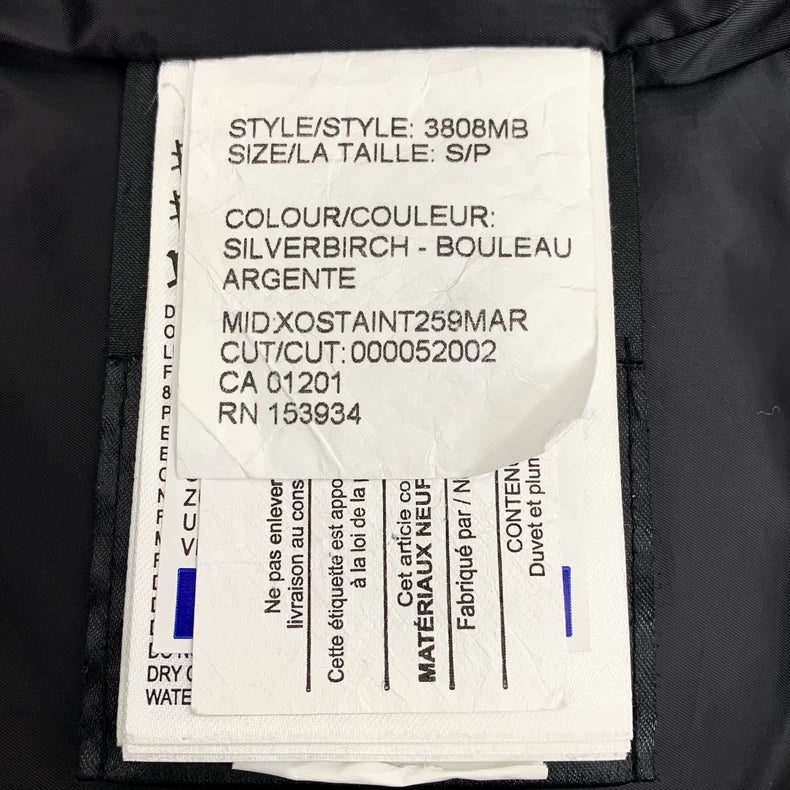 STYLE/STYLE: 3808MB
SIZE/LA TAILLE: S/P
COLOUR/COULEUR:
SILVERBIRCH - BOULEAU
ARGENTE
MID:XOSTAINT259MAR
CUT/CUT: 000052002
CA 01201
RN 153934
Ne pas enlever
livraison au cons
Cette étiquette est appo
à la loi de la
Cet article co
MATÉRIAUX NEUF
Fabriqué par / N
CONTEN
Duvet et plun
DRY
WATE